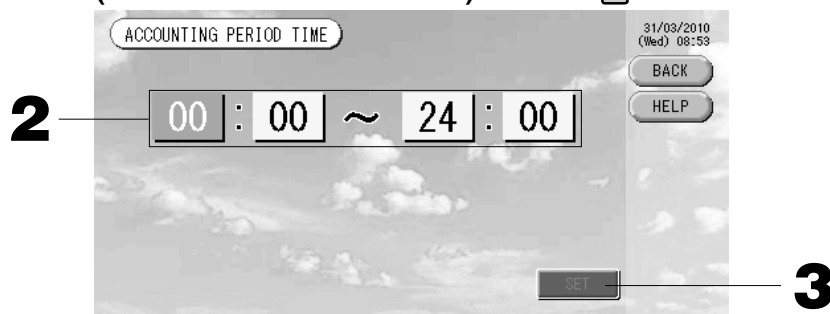 ACCOUNTING PERIOD TIME
31/03/2010
(Wed) 08:53
BACK
HELP
2
00 : 00 ~ 24 : 00
SET
3